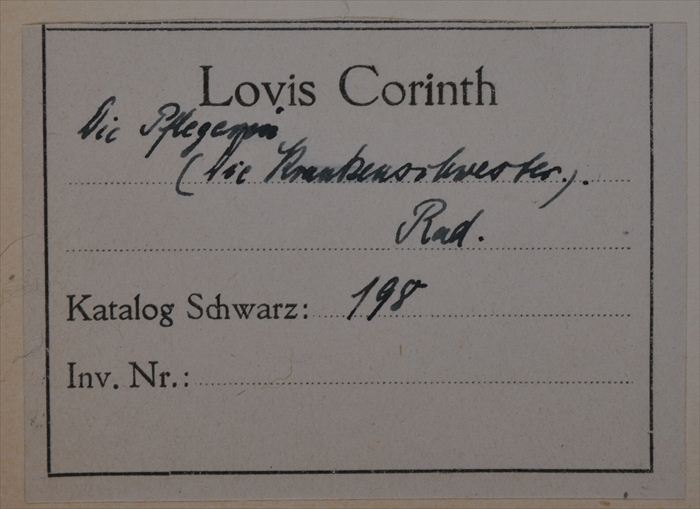 Lovis Corinth
Die Pflegerin
(Die Krankenschwester).
Rad.
Katalog Schwarz: 198
Inv. Nr.: